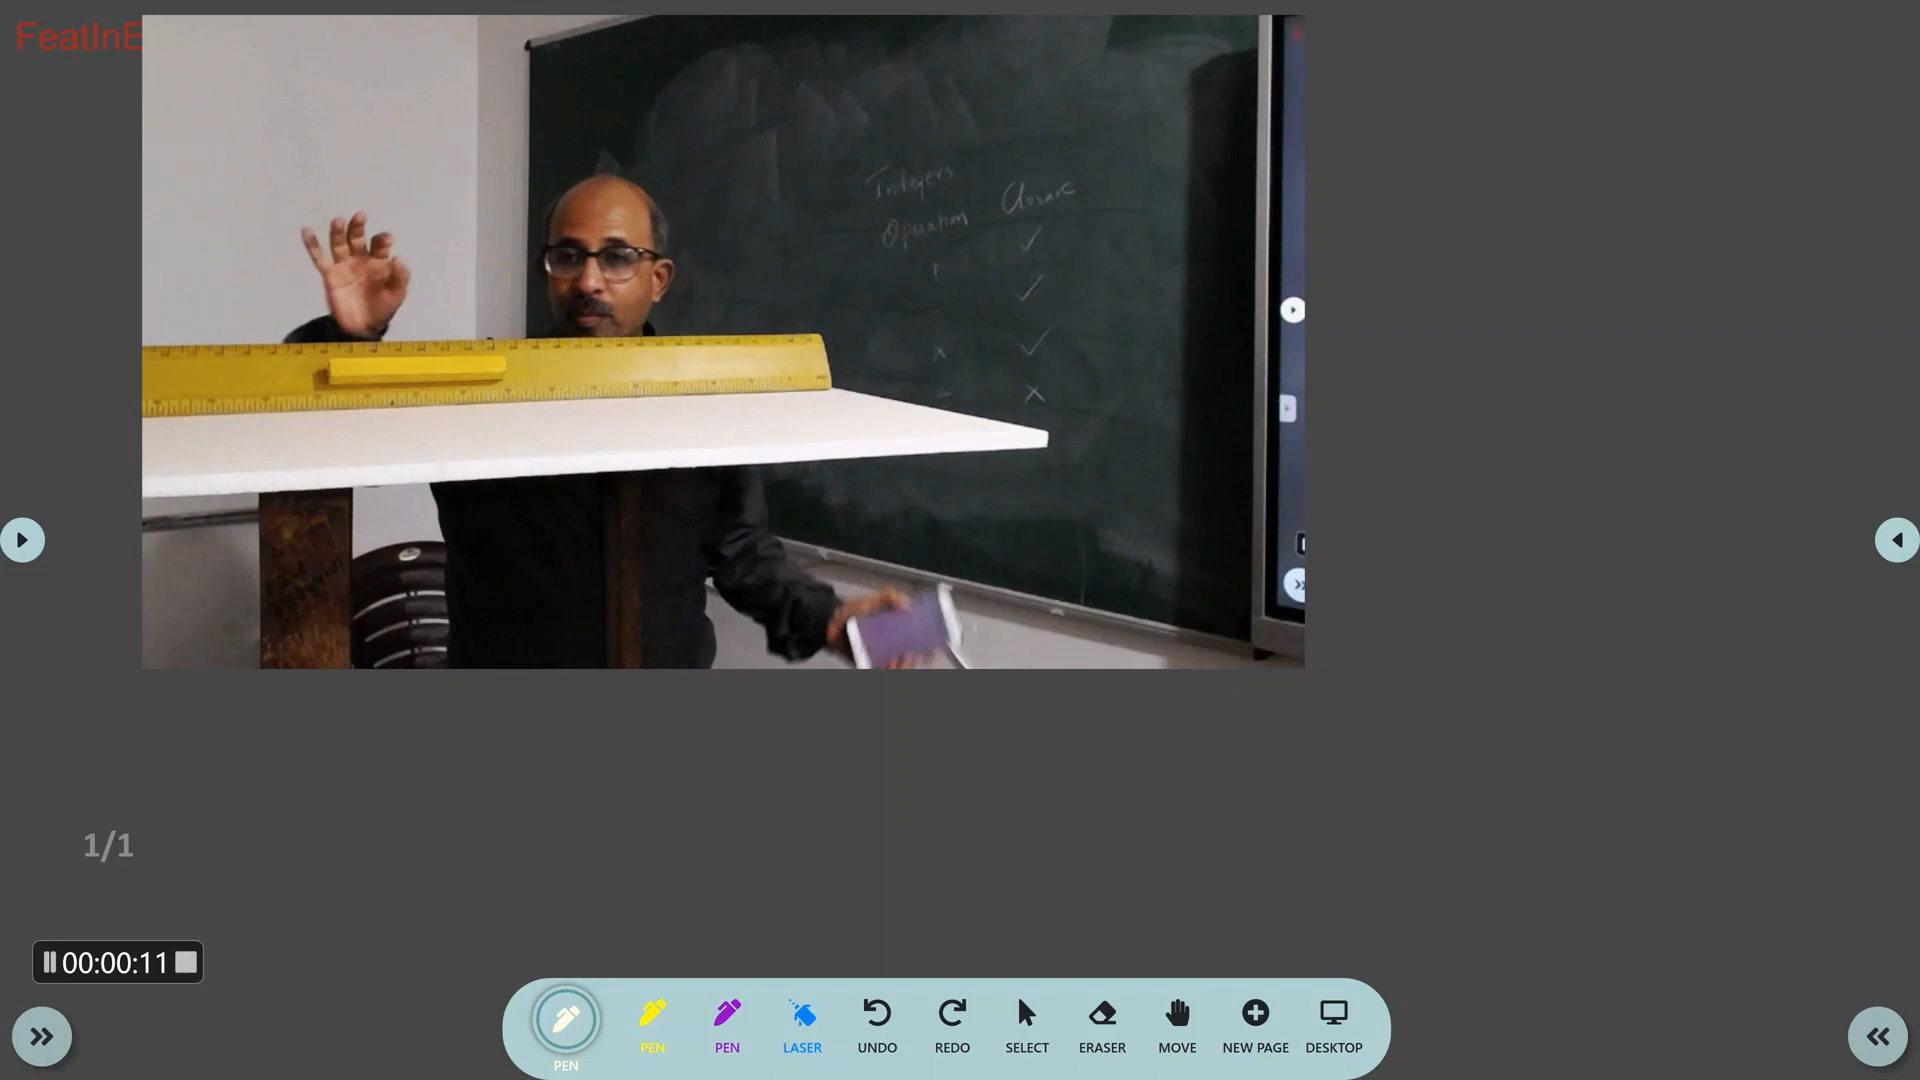 FeatInE
Integers
Operation Closure
✓
✓
× ✓
÷ ×
1/1
00:00:11
PEN
PEN
PEN
LASER
UNDO
REDO
SELECT
ERASER
MOVE
NEW PAGE
DESKTOP